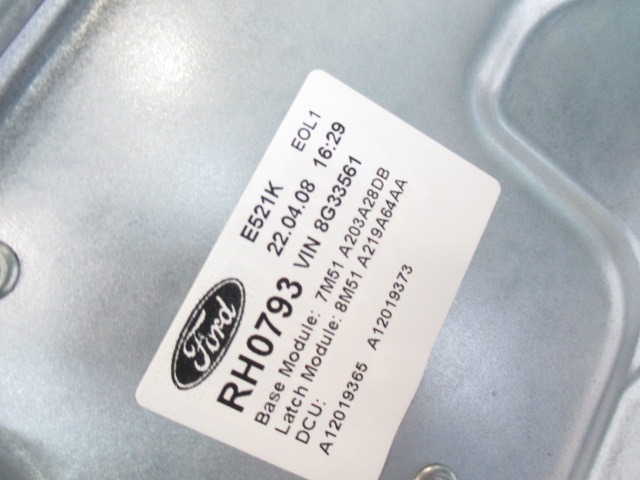 E521K EOL1
22.04.08 16:29
Ford
RH0793 VIN 8G33561
Base Module: 7M51 A203A28DB
Latch Module: 8M51 A219A64AA
DCU:
A12019365 A12019373